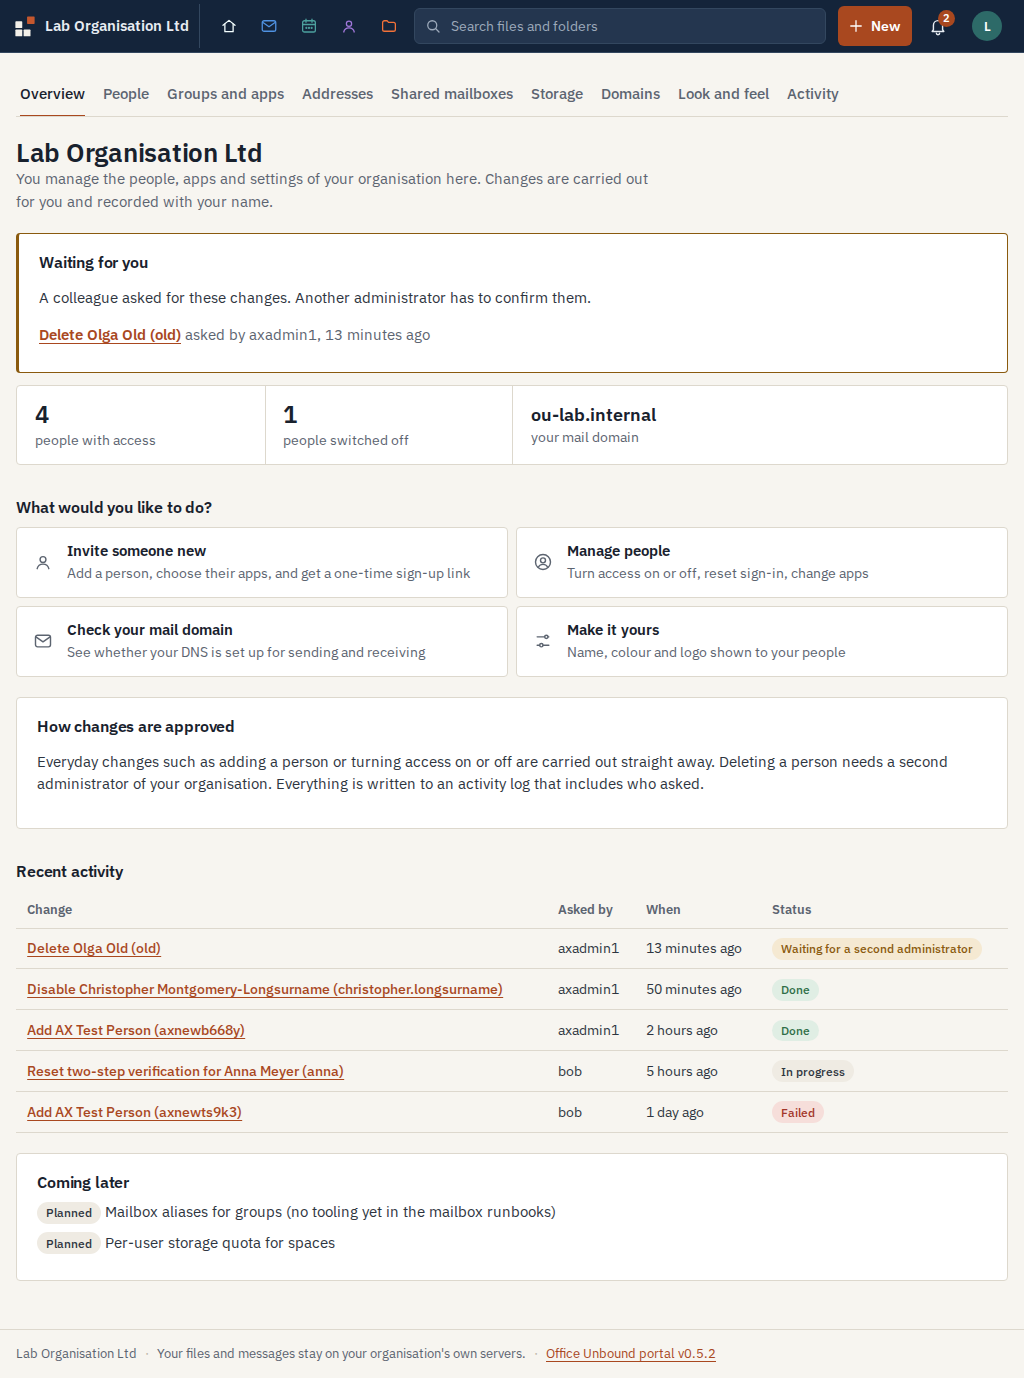 Lab Organisation Ltd
Search files and folders
New
2
L
Overview People Groups and apps Addresses Shared mailboxes Storage Domains Look and feel Activity
Lab Organisation Ltd
You manage the people, apps and settings of your organisation here. Changes are carried out
for you and recorded with your name.
Waiting for you
A colleague asked for these changes. Another administrator has to confirm them.
Delete Olga Old (old) asked by axadmin1, 13 minutes ago
4
people with access
1
people switched off
ou-lab.internal
your mail domain
What would you like to do?
Invite someone new
Add a person, choose their apps, and get a one-time sign-up link
Manage people
Turn access on or off, reset sign-in, change apps
Check your mail domain
See whether your DNS is set up for sending and receiving
Make it yours
Name, colour and logo shown to your people
How changes are approved
Everyday changes such as adding a person or turning access on or off are carried out straight away. Deleting a person needs a second
administrator of your organisation. Everything is written to an activity log that includes who asked.
Recent activity
Change Asked by When Status
Delete Olga Old (old) axadmin1 13 minutes ago Waiting for a second administrator
Disable Christopher Montgomery-Longsurname (christopher.longsurname) axadmin1 50 minutes ago Done
Add AX Test Person (axnewb668y) axadmin1 2 hours ago Done
Reset two-step verification for Anna Meyer (anna) bob 5 hours ago In progress
Add AX Test Person (axnewts9k3) bob 1 day ago Failed
Coming later
Planned Mailbox aliases for groups (no tooling yet in the mailbox runbooks)
Planned Per-user storage quota for spaces
Lab Organisation Ltd · Your files and messages stay on your organisation's own servers. · Office Unbound portal v0.5.2